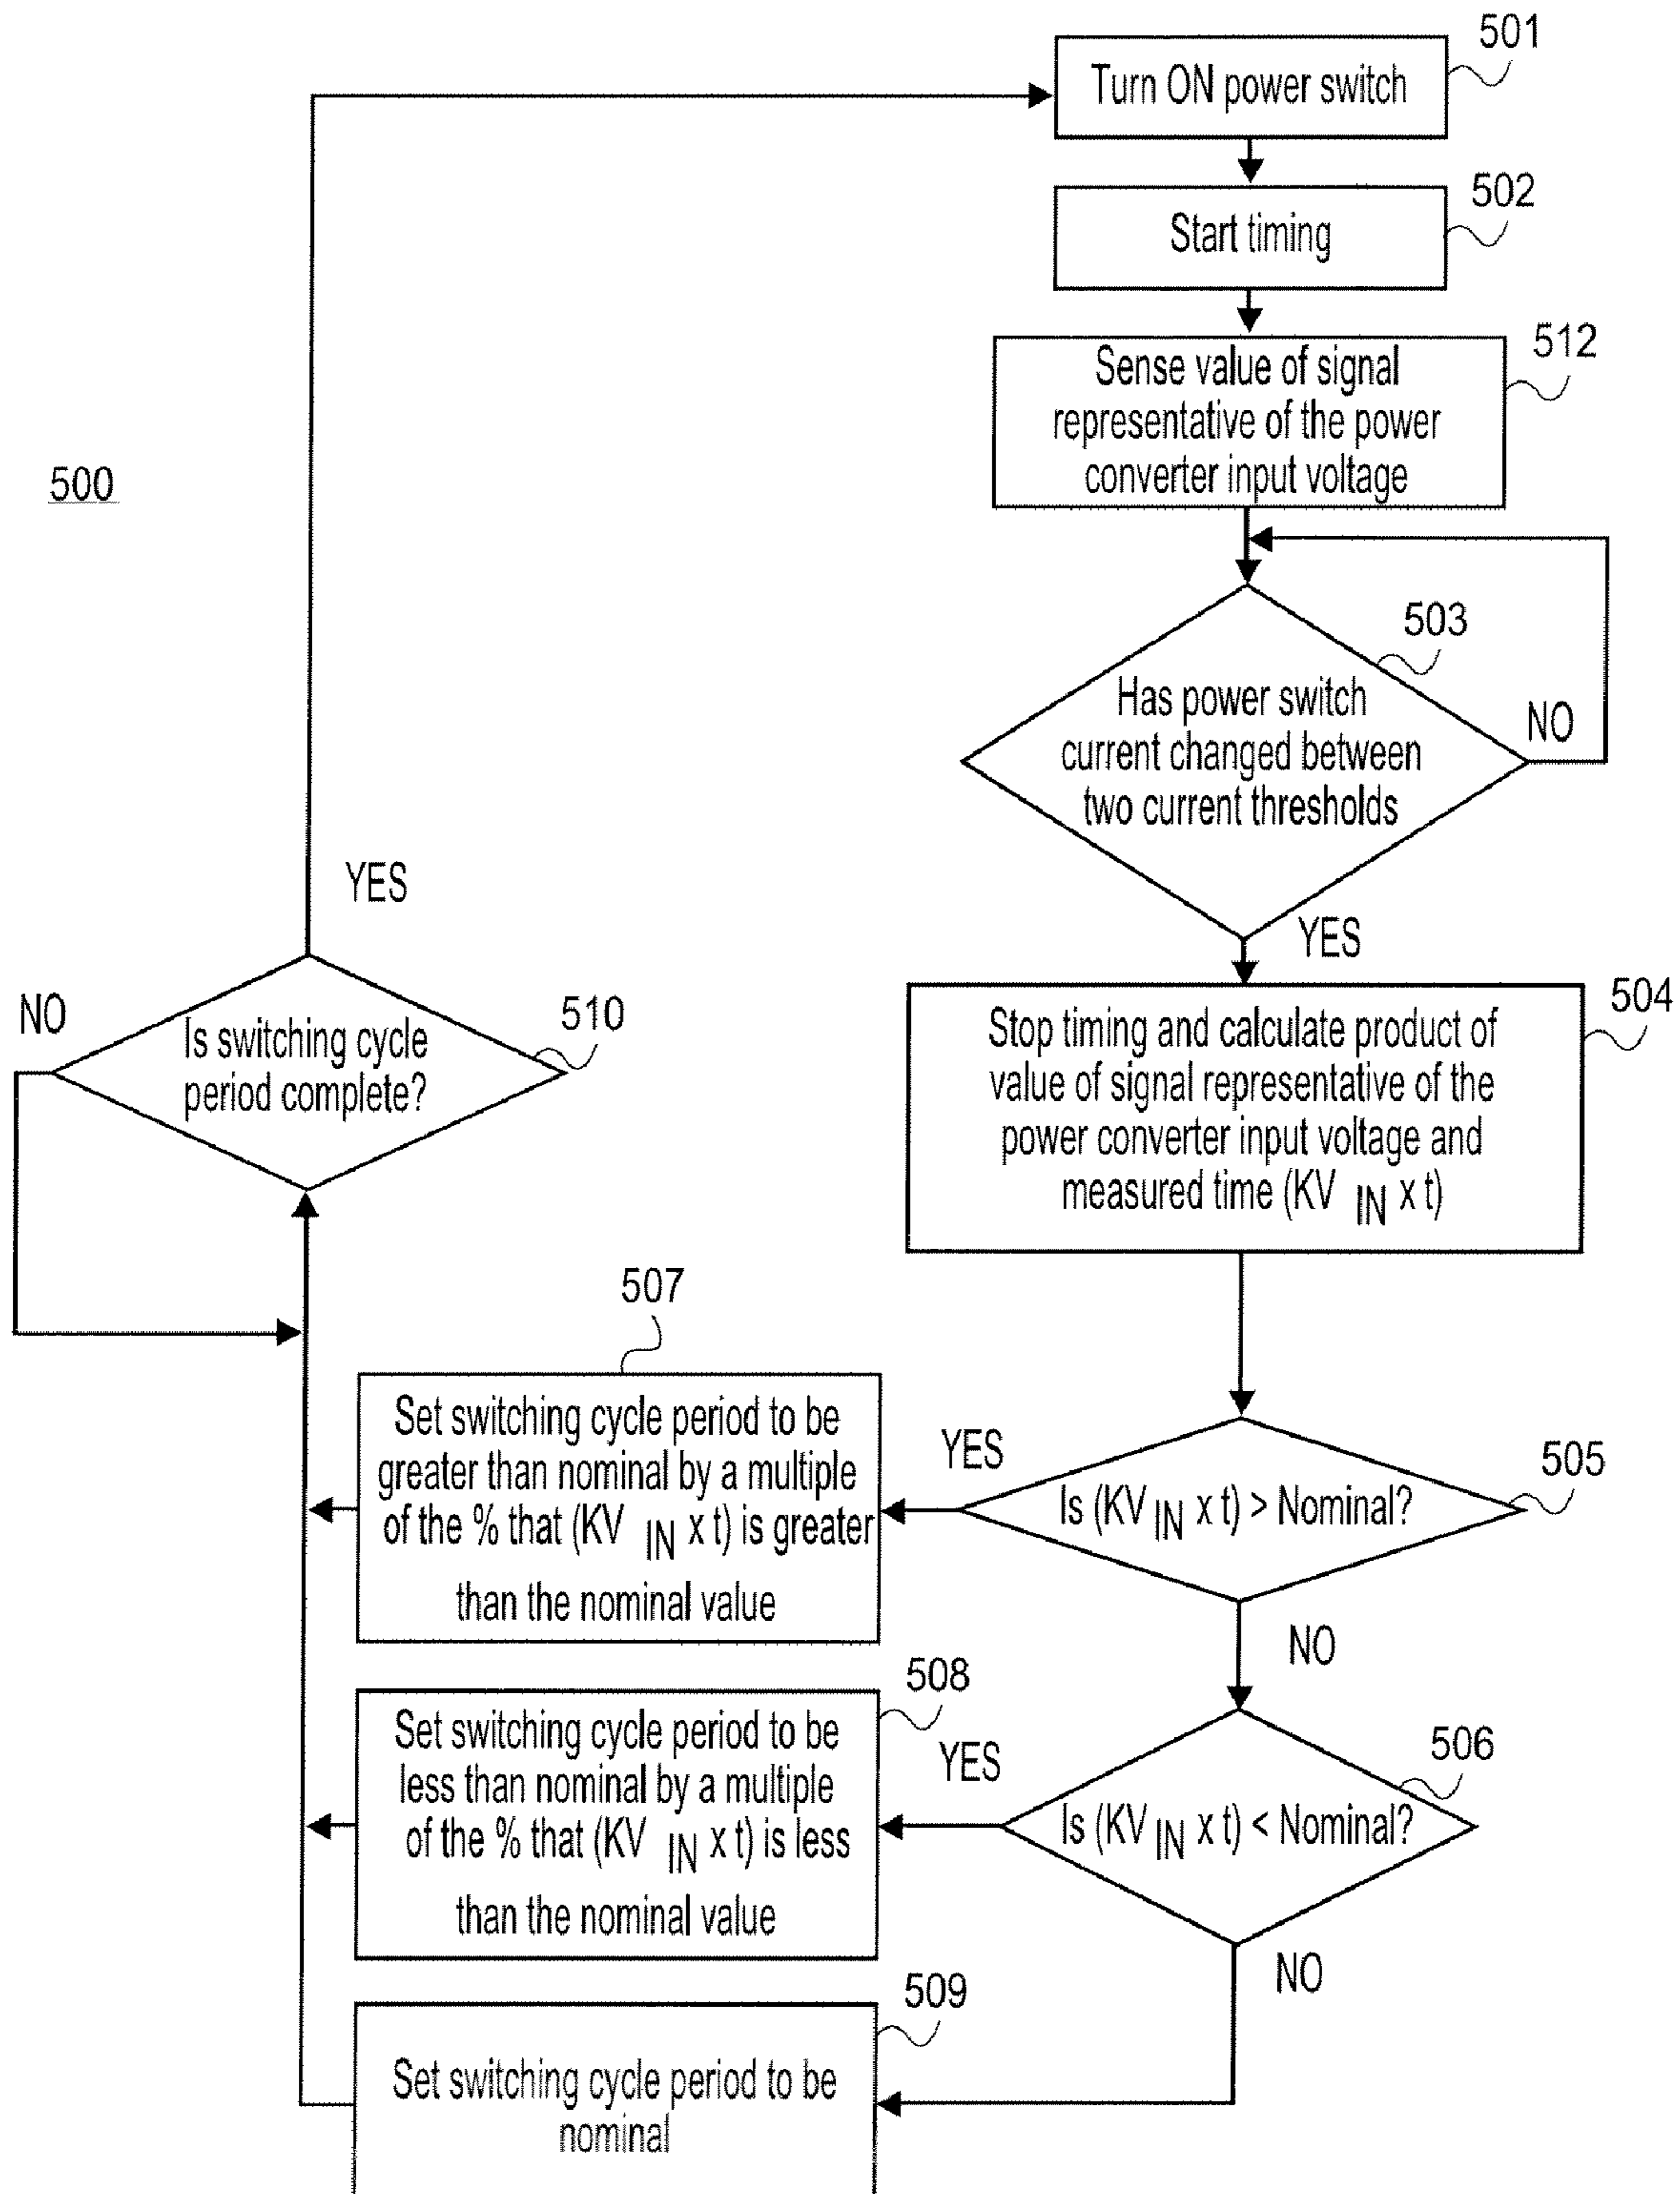 501
Turn ON power switch
502
Start timing
512
Sense value of signal
representative of the power
converter input voltage
500
503
Has power switch
current changed between
two current thresholds
NO
YES
504
Stop timing and calculate product of
value of signal representative of the
power converter input voltage and
measured time (KV IN x t)
YES
NO
510
Is switching cycle
period complete?
507
Set switching cycle period to be
greater than nominal by a multiple
of the % that (KV IN x t) is greater
than the nominal value
YES
505
Is (KV IN x t) > Nominal?
NO
508
Set switching cycle period to be
less than nominal by a multiple
of the % that (KV IN x t) is less
than the nominal value
YES
506
Is (KV IN x t) < Nominal?
NO
509
Set switching cycle period to be
nominal